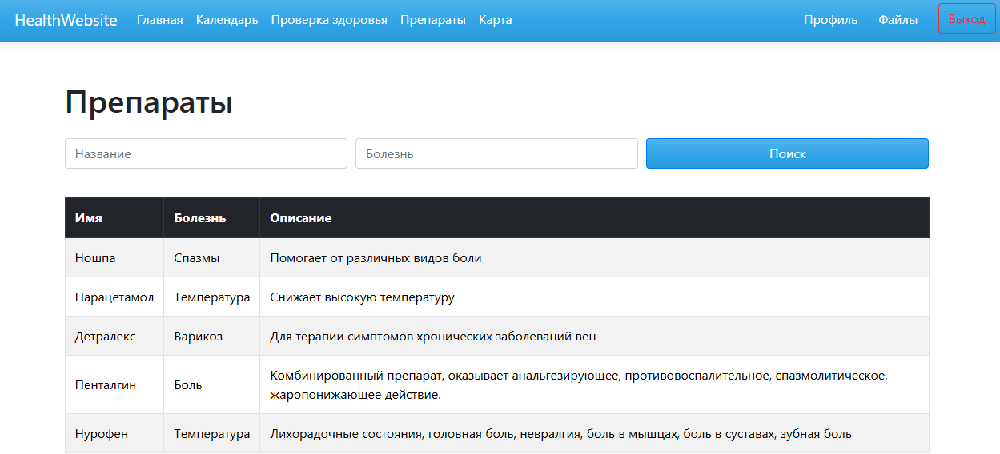 HealthWebsite Главная Календарь Проверка здоровья Препараты Карта Профиль Файлы Выход
Препараты
Название Болезнь Поиск
Имя Болезнь Описание
Ношпа Спазмы Помогает от различных видов боли
Парацетамол Температура Снижает высокую температуру
Детралекс Варикоз Для терапии симптомов хронических заболеваний вен
Пенталгин Боль Комбинированный препарат, оказывает анальгезирующее, противовоспалительное, спазмолитическое,
жаропонижающее действие.
Нурофен Температура Лихорадочные состояния, головная боль, невралгия, боль в мышцах, боль в суставах, зубная боль